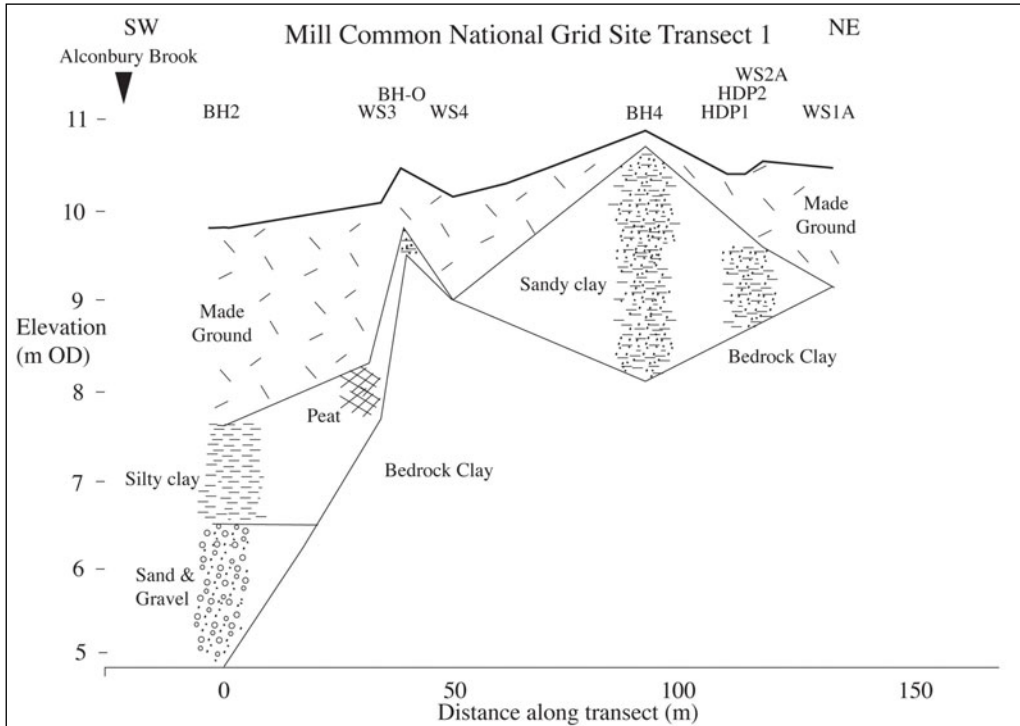 SW
Mill Common National Grid Site Transect 1
NE
Alconbury Brook
WS2A
BH-O
HDP2
BH2
WS3
WS4
BH4
HDP1
WS1A
11
10
9
8
7
6
5
Elevation
(m OD)
Made
Ground
Made
Ground
Sandy clay
Bedrock Clay
Peat
Bedrock Clay
Silty clay
Sand &
Gravel
0
50
100
150
Distance along transect (m)